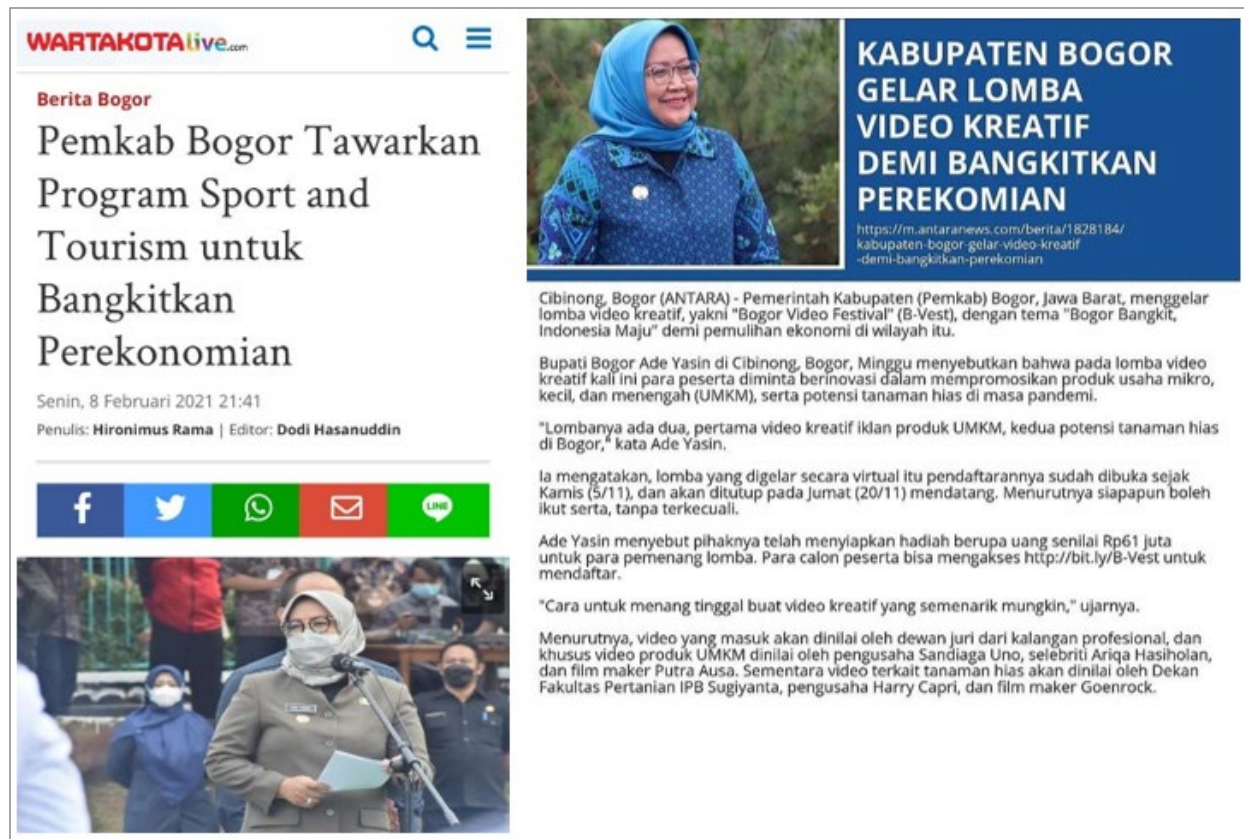 WARTAKOTAlive.com
Berita Bogor
Pemkab Bogor Tawarkan
Program Sport and
Tourism untuk
Bangkitkan
Perekonomian
Senin, 8 Februari 2021 21:41
Penulis: Hironimus Rama | Editor: Dodi Hasanuddin
LINE
KABUPATEN BOGOR
GELAR LOMBA
VIDEO KREATIF
DEMI BANGKITKAN
PEREKOMIAN
https://m.antaranews.com/berita/1828184/
kabupaten-bogor-gelar-video-kreatif
-demi-bangkitkan-perekomian
Cibinong, Bogor (ANTARA) - Pemerintah Kabupaten (Pemkab) Bogor, Jawa Barat, menggelar
lomba video kreatif, yakni "Bogor Video Festival" (B-Vest), dengan tema "Bogor Bangkit,
Indonesia Maju" demi pemulihan ekonomi di wilayah itu.
Bupati Bogor Ade Yasin di Cibinong, Bogor, Minggu menyebutkan bahwa pada lomba video
kreatif kali ini para peserta diminta berinovasi dalam mempromosikan produk usaha mikro,
kecil, dan menengah (UMKM), serta potensi tanaman hias di masa pandemi.
"Lombanya ada dua, pertama video kreatif iklan produk UMKM, kedua potensi tanaman hias
di Bogor," kata Ade Yasin.
Ia mengatakan, lomba yang digelar secara virtual itu pendaftarannya sudah dibuka sejak
Kamis (5/11), dan akan ditutup pada Jumat (20/11) mendatang. Menurutnya siapapun boleh
ikut serta, tanpa terkecuali.
Ade Yasin menyebut pihaknya telah menyiapkan hadiah berupa uang senilai Rp61 juta
untuk para pemenang lomba. Para calon peserta bisa mengakses http://bit.ly/B-Vest untuk
mendaftar.
"Cara untuk menang tinggal buat video kreatif yang semenarik mungkin," ujarnya.
Menurutnya, video yang masuk akan dinilai oleh dewan juri dari kalangan profesional, dan
khusus video produk UMKM dinilai oleh pengusaha Sandiaga Uno, selebriti Ariqa Hasiholan,
dan film maker Putra Ausa. Sementara video terkait tanaman hias akan dinilai oleh Dekan
Fakultas Pertanian IPB Sugiyanta, pengusaha Harry Capri, dan film maker Goenrock.